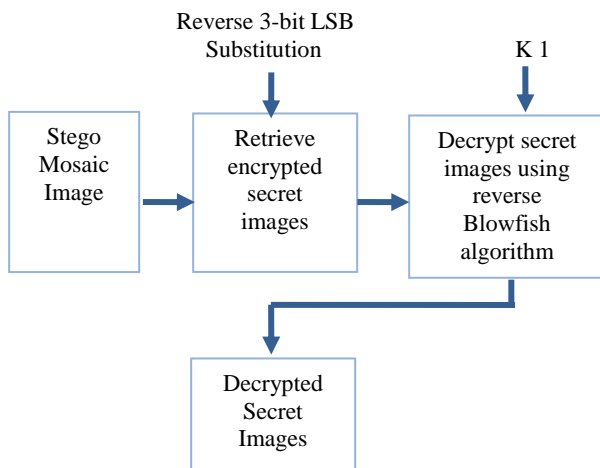 Reverse 3-bit LSB
Substitution
K 1
Stego
Mosaic
Image
Retrieve
encrypted
secret
images
Decrypt secret
images using
reverse
Blowfish
algorithm
Decrypted
Secret
Images